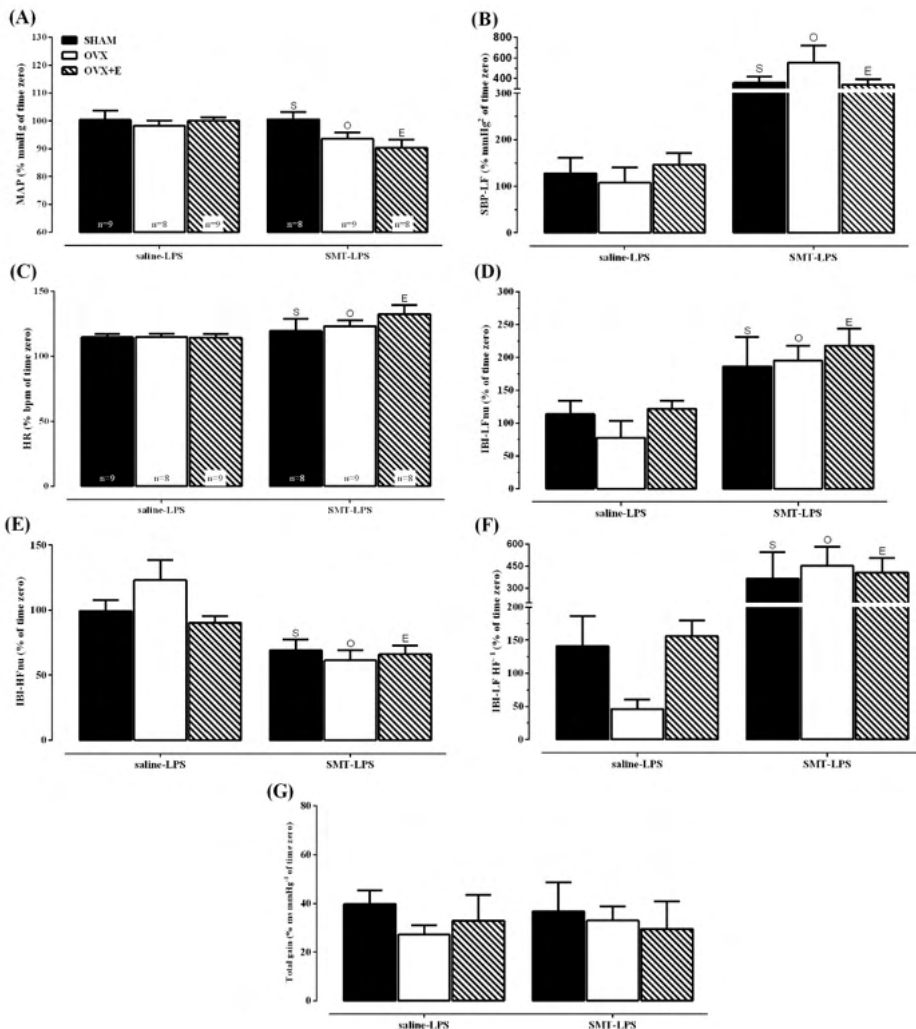 (A)
MAP (% mmHg of time zero)
130
120
110
100
90
80
70
60
SHAM
OVX
OVX+E
S
O
E
n=9
n=8
n=9
n=8
n=9
n=8
saline-LPS
SMT-LPS
(B)
SBP-LF (% mmHg² of time zero)
800
600
400
300
200
100
0
S
O
E
saline-LPS
SMT-LPS
(C)
HR (% bpm of time zero)
150
100
50
0
S
O
E
n=9
n=8
n=9
n=8
n=9
n=8
saline-LPS
SMT-LPS
(D)
IBI-LFnu (% of time zero)
300
250
200
150
100
50
0
S
O
E
saline-LPS
SMT-LPS
(E)
IBI-HFnu (% of time zero)
150
100
50
0
S
O
E
saline-LPS
SMT-LPS
(F)
IBI-LF HF⁻¹ (% of time zero)
600
450
300
200
150
100
50
0
S
O
E
saline-LPS
SMT-LPS
(G)
Total gain (% ms mmHg⁻¹ of time zero)
80
60
40
20
0
saline-LPS
SMT-LPS